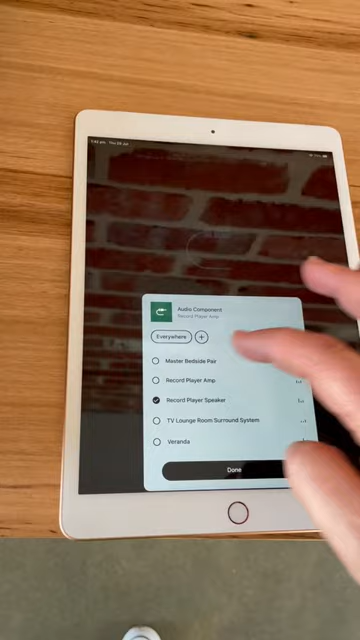 Audio Component
Record Player Amp
Everywhere
+
Master Bedside Pair
Record Player Amp
Record Player Speaker
TV Lounge Room Surround System
Veranda
Done